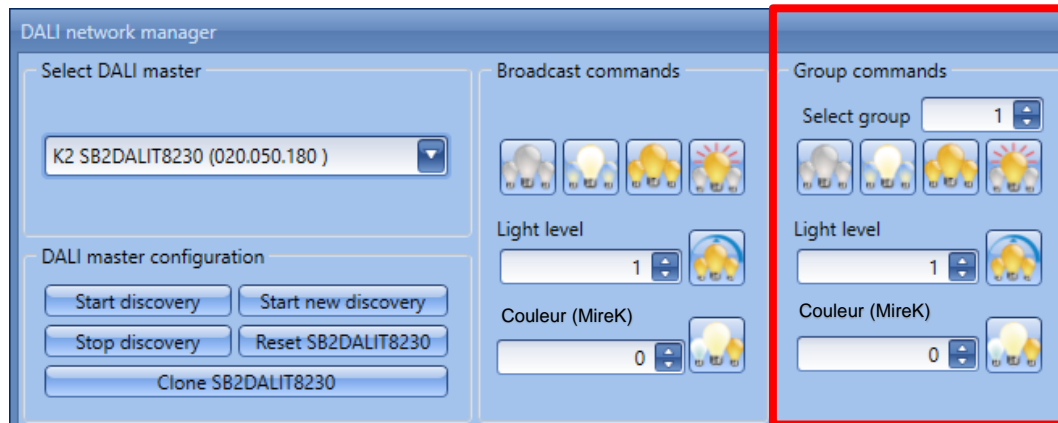 DALI network manager
Select DALI master
K2 SB2DALIT8230 (020.050.180 )
DALI master configuration
Start discovery
Start new discovery
Stop discovery
Reset SB2DALIT8230
Clone SB2DALIT8230
Broadcast commands
Light level
1
Couleur (MireK)
0
Group commands
Select group
1
Light level
1
Couleur (MireK)
0